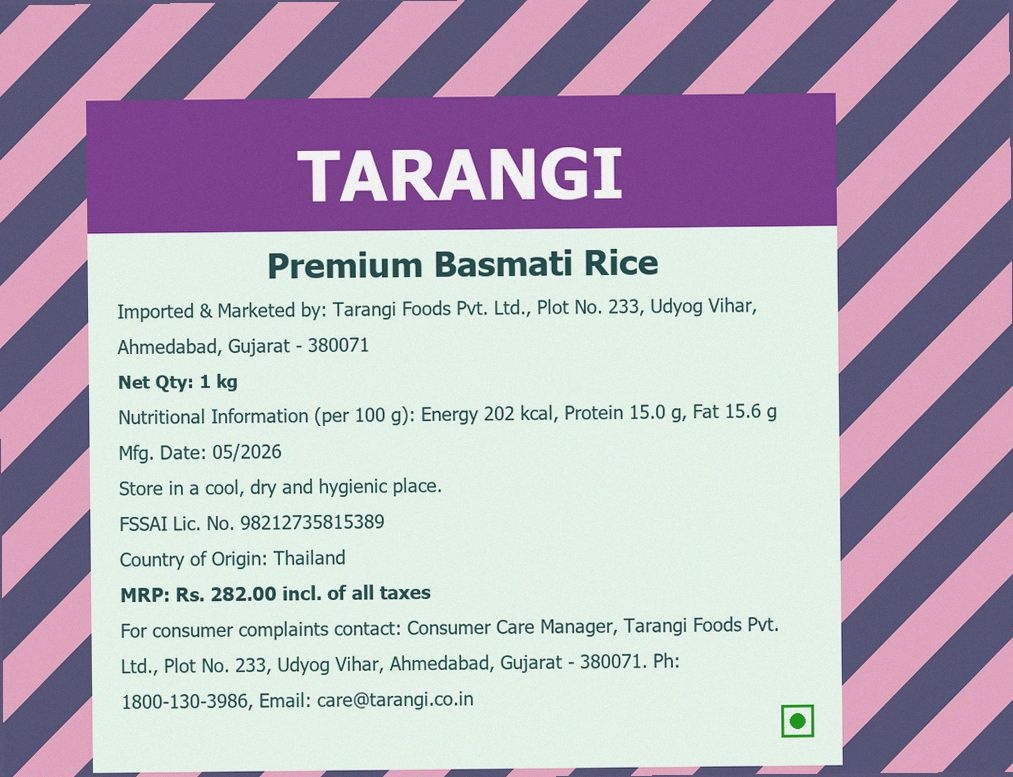 TARANGI
Premium Basmati Rice
Imported & Marketed by: Tarangi Foods Pvt. Ltd., Plot No. 233, Udyog Vihar,
Ahmedabad, Gujarat - 380071
Net Qty: 1 kg
Nutritional Information (per 100 g): Energy 202 kcal, Protein 15.0 g, Fat 15.6 g
Mfg. Date: 05/2026
Store in a cool, dry and hygienic place.
FSSAI Lic. No. 98212735815389
Country of Origin: Thailand
MRP: Rs. 282.00 incl. of all taxes
For consumer complaints contact: Consumer Care Manager, Tarangi Foods Pvt.
Ltd., Plot No. 233, Udyog Vihar, Ahmedabad, Gujarat - 380071. Ph:
1800-130-3986, Email: care@tarangi.co.in